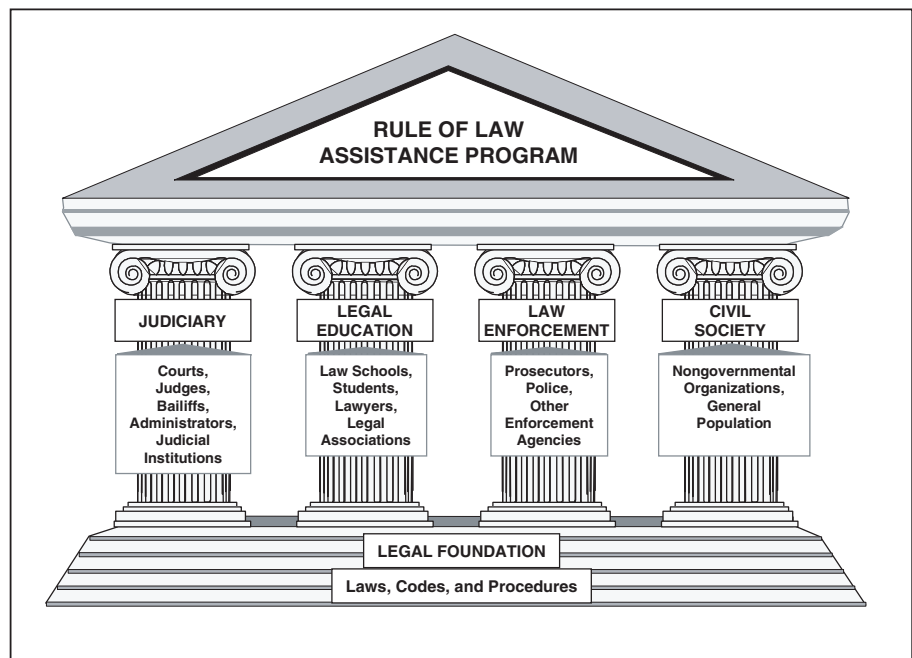 RULE OF LAW
ASSISTANCE PROGRAM
JUDICIARY
Courts,
Judges,
Bailiffs,
Administrators,
Judicial
Institutions
LEGAL
EDUCATION
Law Schools,
Students,
Lawyers,
Legal
Associations
LAW
ENFORCEMENT
Prosecutors,
Police,
Other
Enforcement
Agencies
CIVIL
SOCIETY
Nongovernmental
Organizations,
General
Population
LEGAL FOUNDATION
Laws, Codes, and Procedures